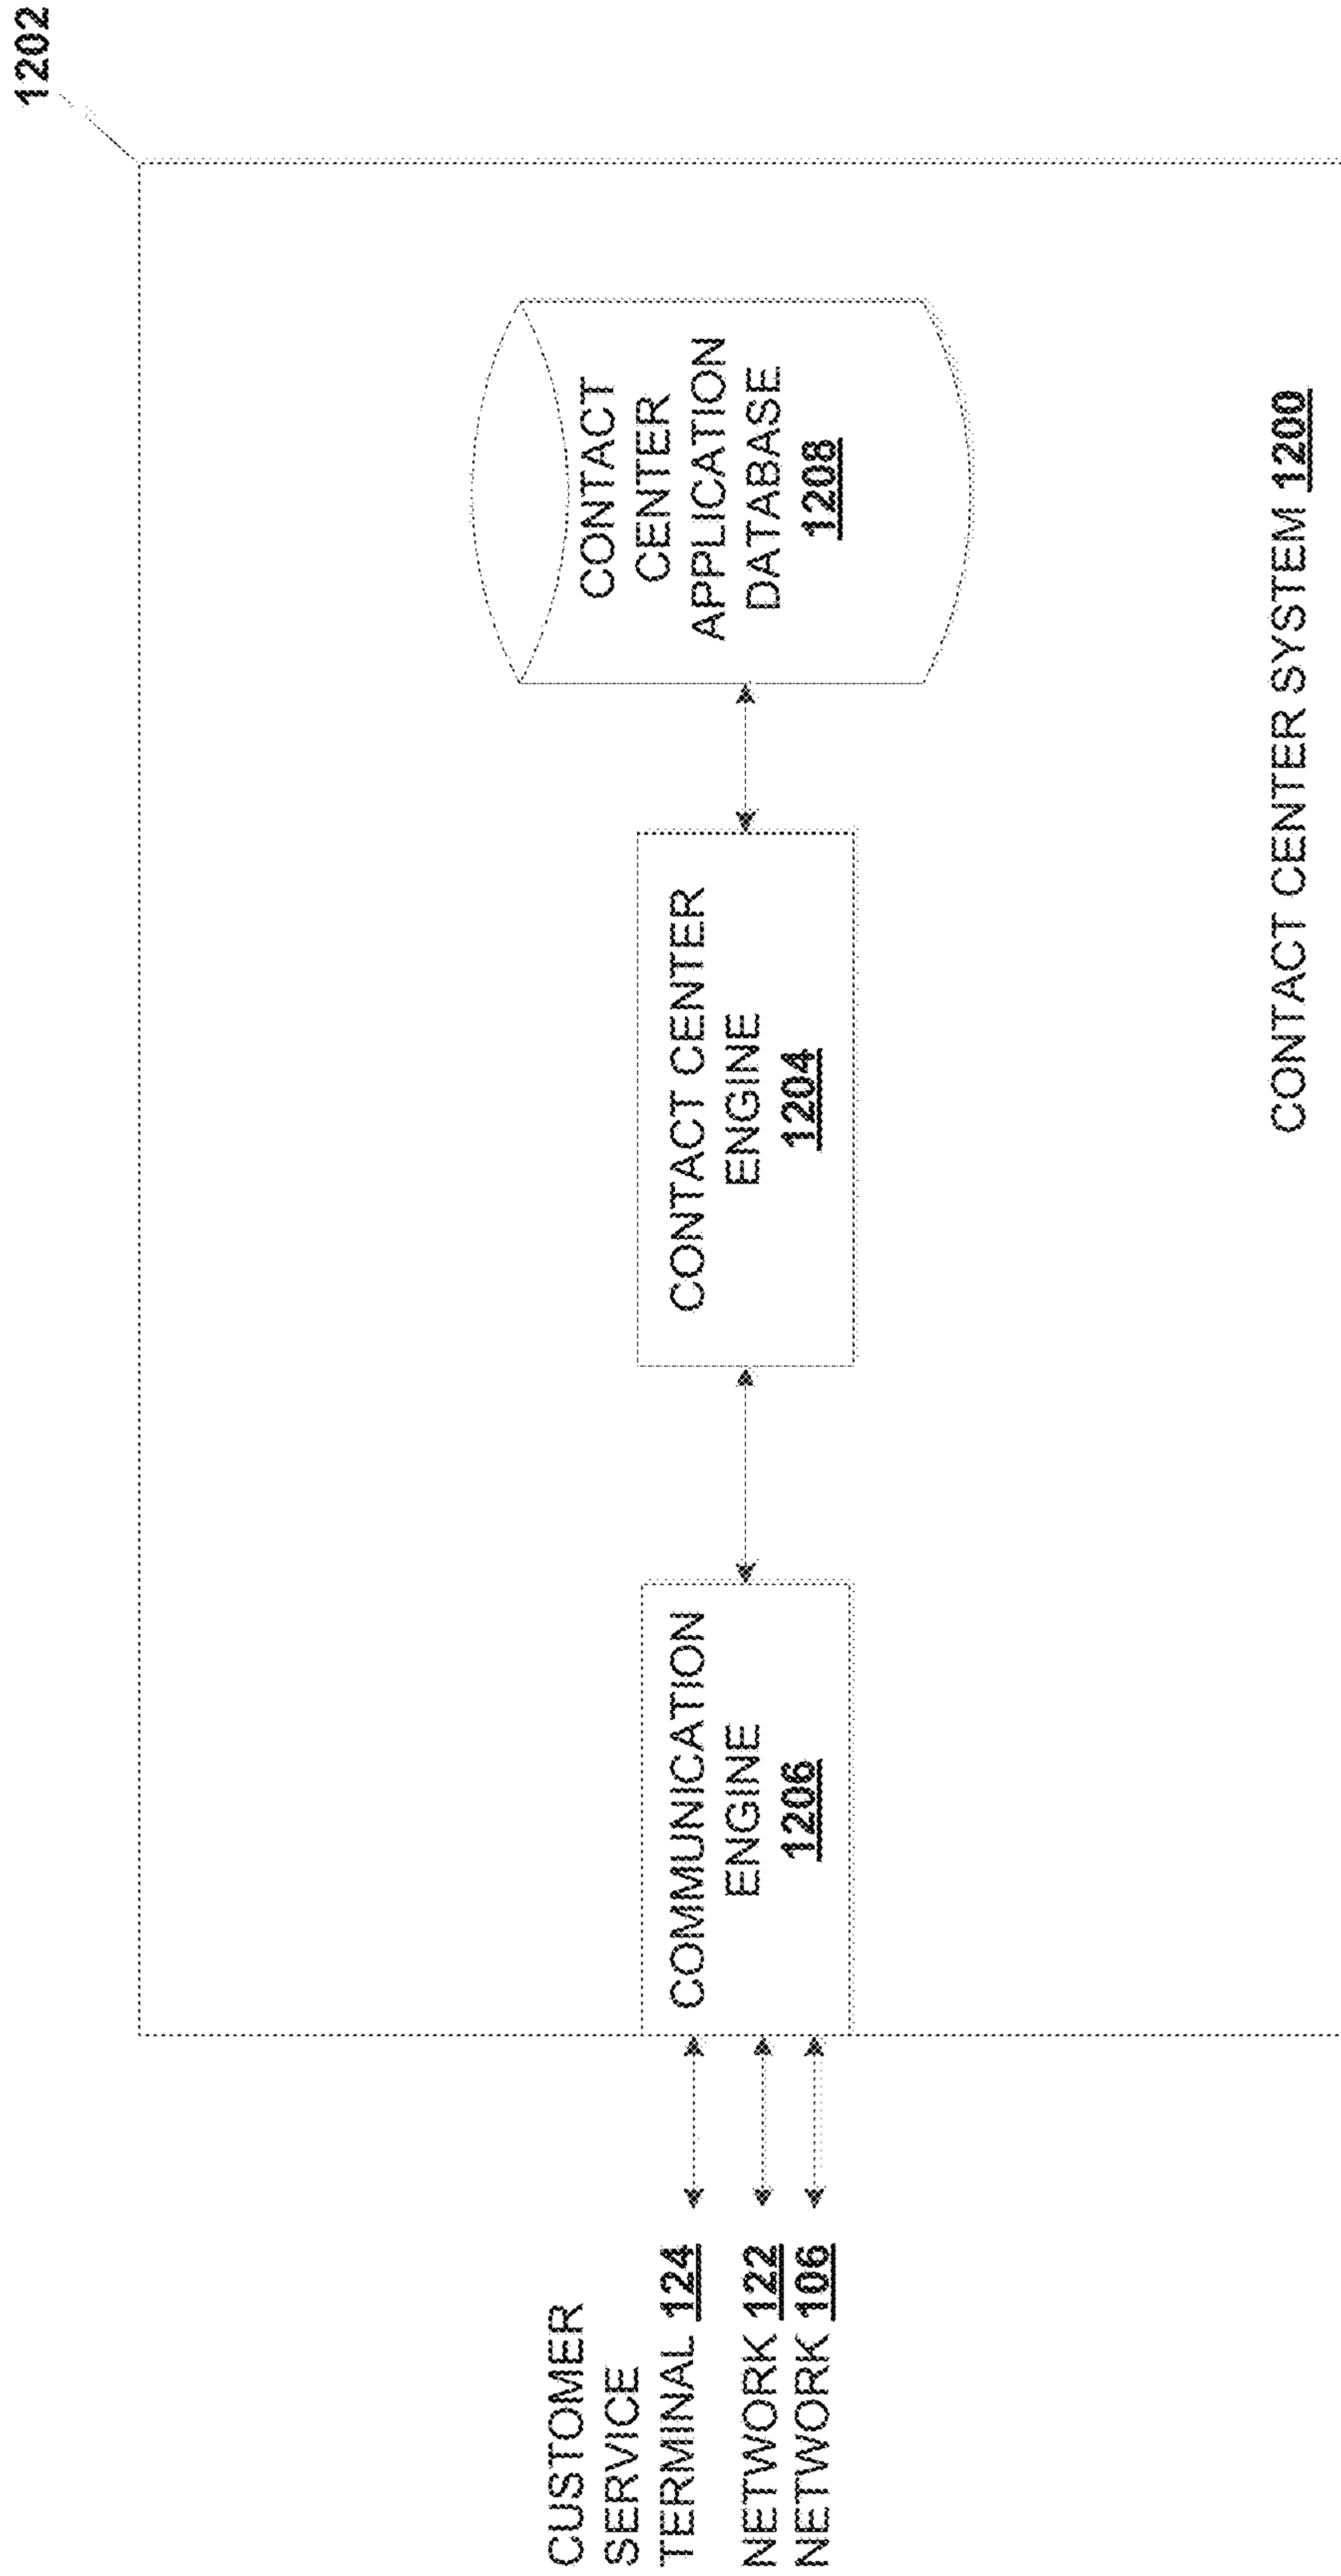 1202
CUSTOMER
SERVICE
TERMINAL 124
NETWORK 122
NETWORK 106
COMMUNICATION
ENGINE
1206
CONTACT CENTER
ENGINE
1204
CONTACT
CENTER
APPLICATION
DATABASE
1208
CONTACT CENTER SYSTEM 1200